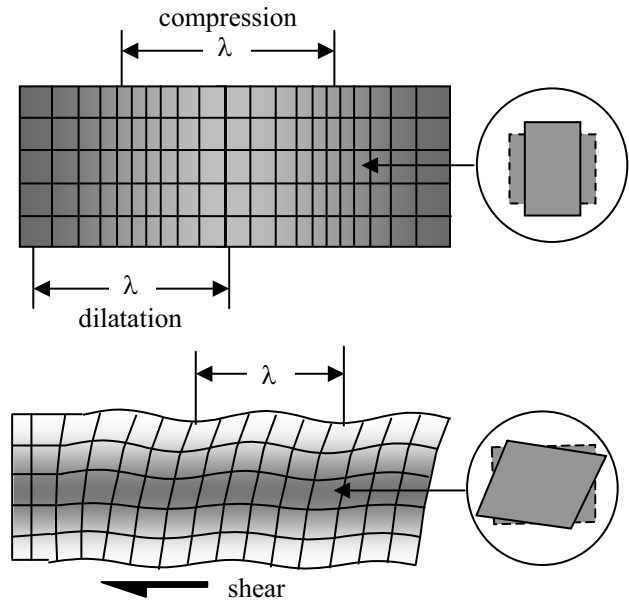 compression
λ
λ
dilatation
λ
shear